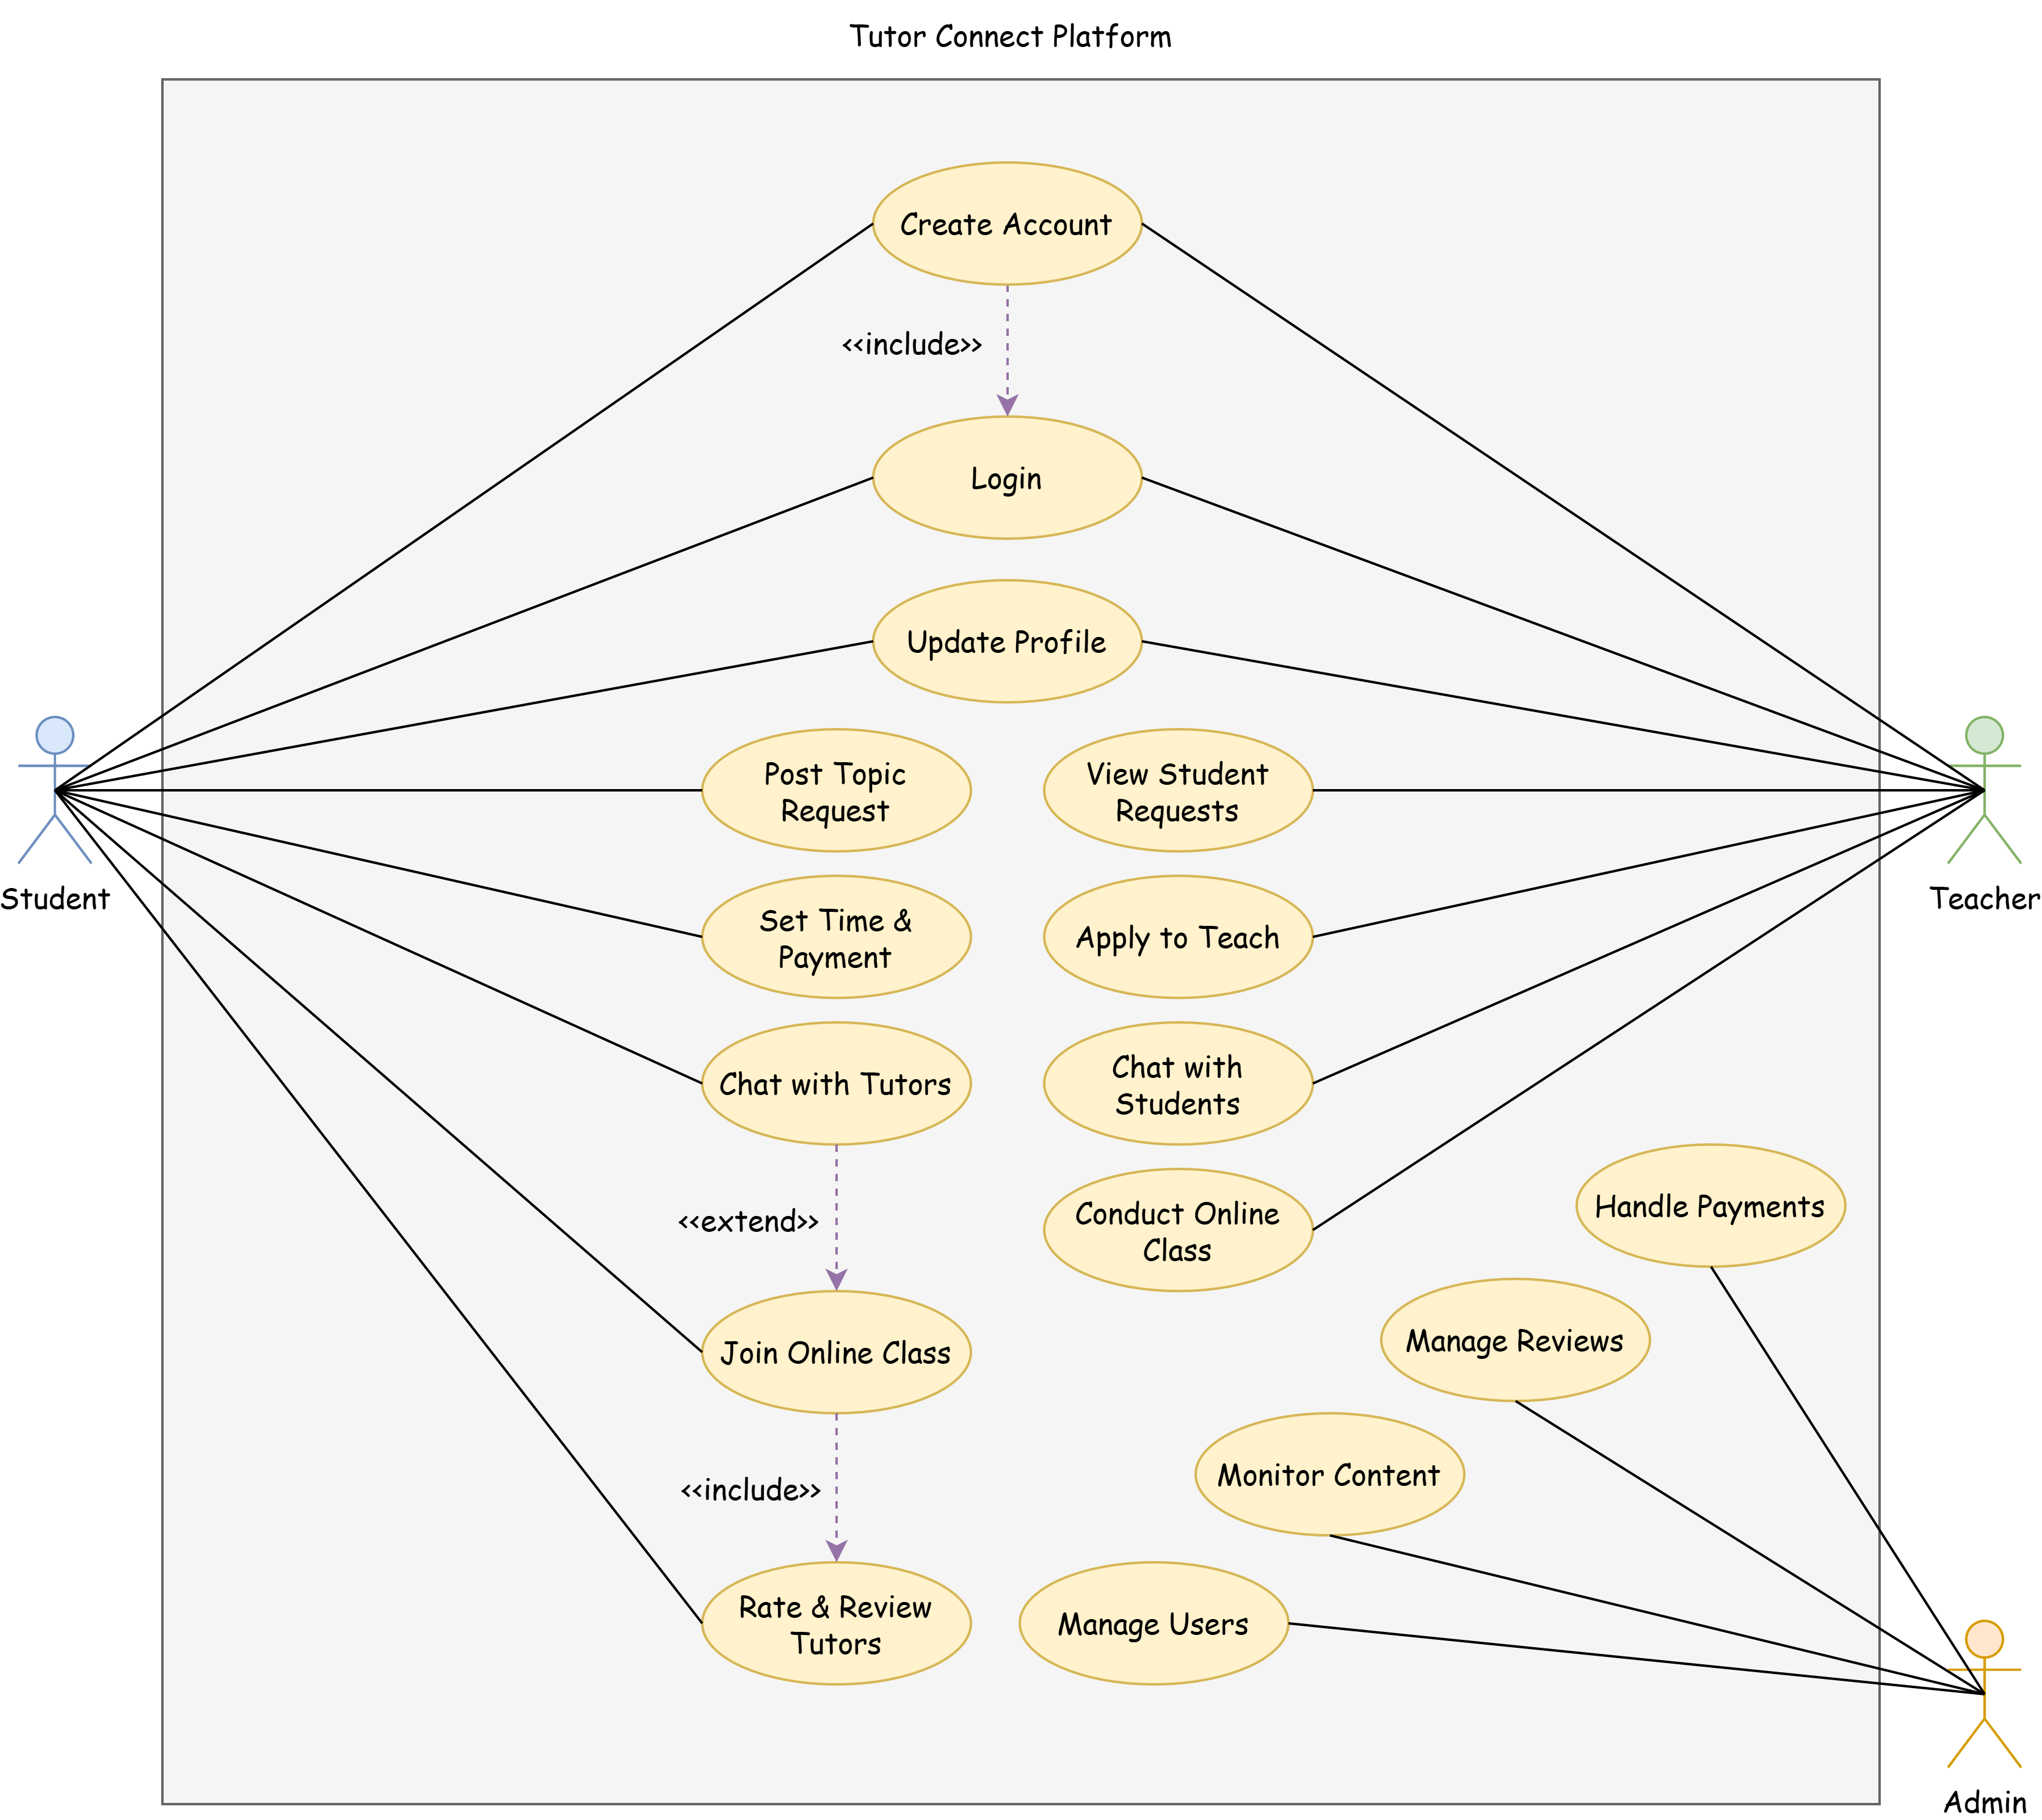 Tutor Connect Platform
Create Account
<<include>>
Login
Update Profile
Post Topic
Request
View Student
Requests
Student
Teacher
Set Time &
Payment
Apply to Teach
Chat with Tutors
Chat with
Students
<<extend>>
Conduct Online
Class
Handle Payments
Join Online Class
Manage Reviews
<<include>>
Monitor Content
Rate & Review
Tutors
Manage Users
Admin